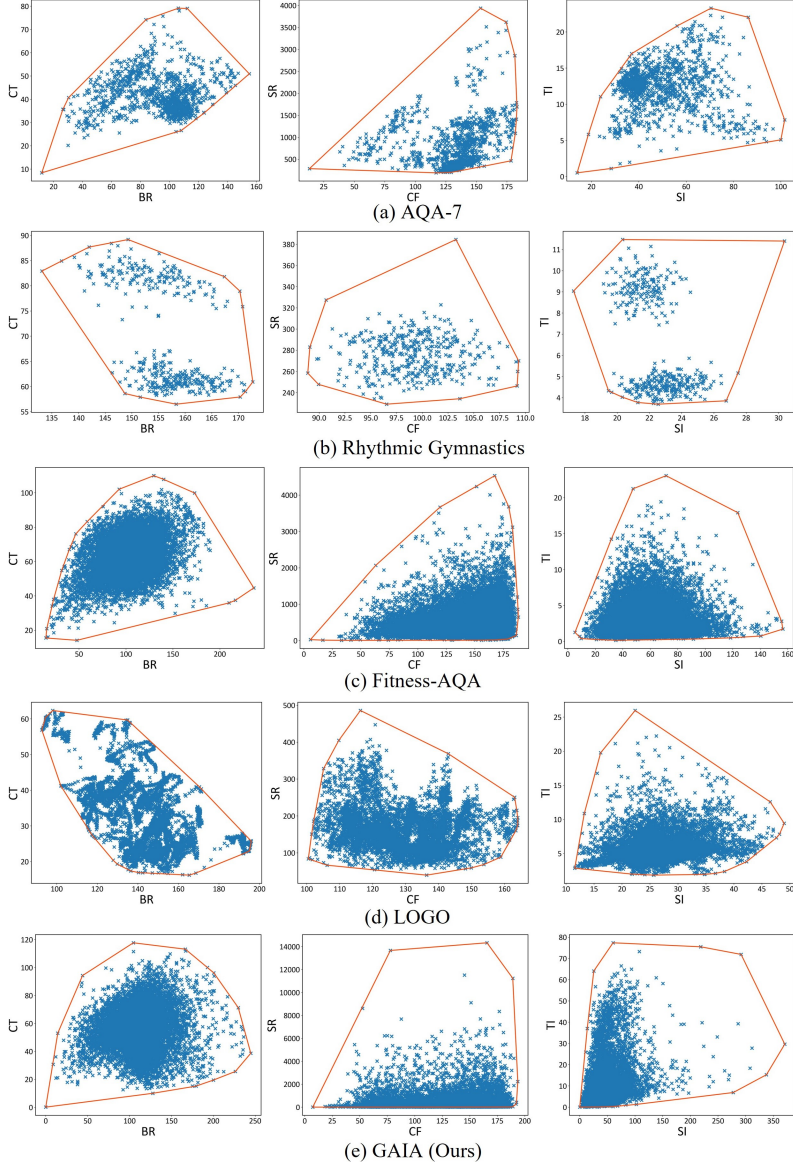 80
70
60
50
40
30
20
10
CT
20 40 60 80 100 120 140 160
BR
4000
3500
3000
2500
2000
1500
1000
500
SR
25 50 75 100 125 150 175
CF
20
15
10
5
0
TI
20 40 60 80 100
SI
(a) AQA-7
90
85
80
75
70
65
60
55
CT
135 140 145 150 155 160 165 170
BR
380
360
340
320
300
280
260
240
SR
90.0 92.5 95.0 97.5 100.0 102.5 105.0 107.5 110.0
CF
11
10
9
8
7
6
5
4
TI
18 20 22 24 26 28 30
SI
(b) Rhythmic Gymnastics
100
80
60
40
20
CT
50 100 150 200
BR
4000
3000
2000
1000
0
SR
25 50 75 100 125 150 175
CF
20
15
10
5
0
TI
0 20 40 60 80 100 120 140 160
SI
(c) Fitness-AQA
60
50
40
30
20
CT
100 120 140 160 180 200
BR
500
400
300
200
100
SR
100 110 120 130 140 150 160
CF
25
20
15
10
5
TI
10 15 20 25 30 35 40 45 50
SI
(d) LOGO
120
100
80
60
40
20
0
CT
0 50 100 150 200 250
BR
14000
12000
10000
8000
6000
4000
2000
0
SR
0 25 50 75 100 125 150 175
CF
80
70
60
50
40
30
20
10
0
TI
0 50 100 150 200 250 300 350
SI
(e) GAIA (Ours)